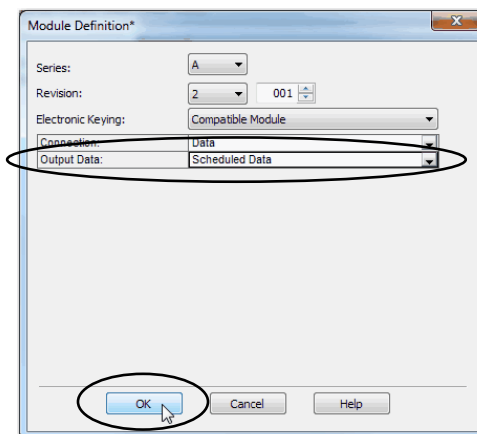 Module Definition*
Series: A
Revision: 2 001
Electronic Keying: Compatible Module
Connection: Data
Output Data: Scheduled Data
OK Cancel Help